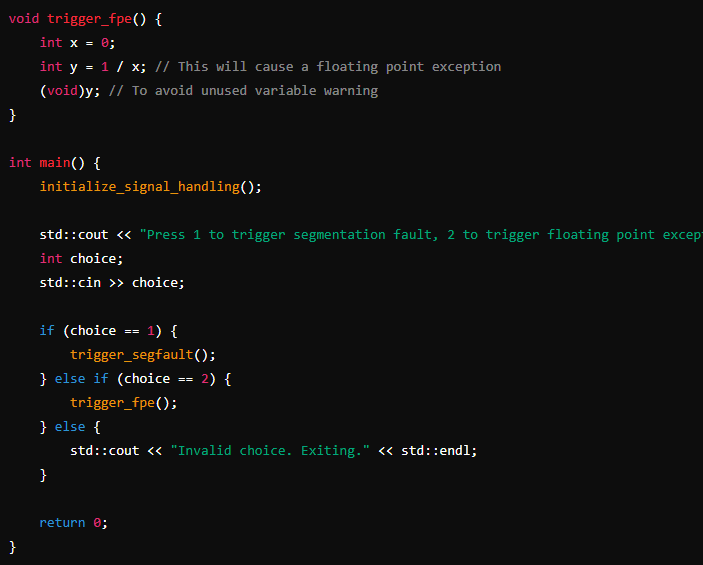 void trigger_fpe() {
    int x = 0;
    int y = 1 / x; // This will cause a floating point exception
    (void)y; // To avoid unused variable warning
}

int main() {
    initialize_signal_handling();

    std::cout << "Press 1 to trigger segmentation fault, 2 to trigger floating point
    int choice;
    std::cin >> choice;

    if (choice == 1) {
        trigger_segfault();
    } else if (choice == 2) {
        trigger_fpe();
    } else {
        std::cout << "Invalid choice. Exiting." << std::endl;
    }

    return 0;
}